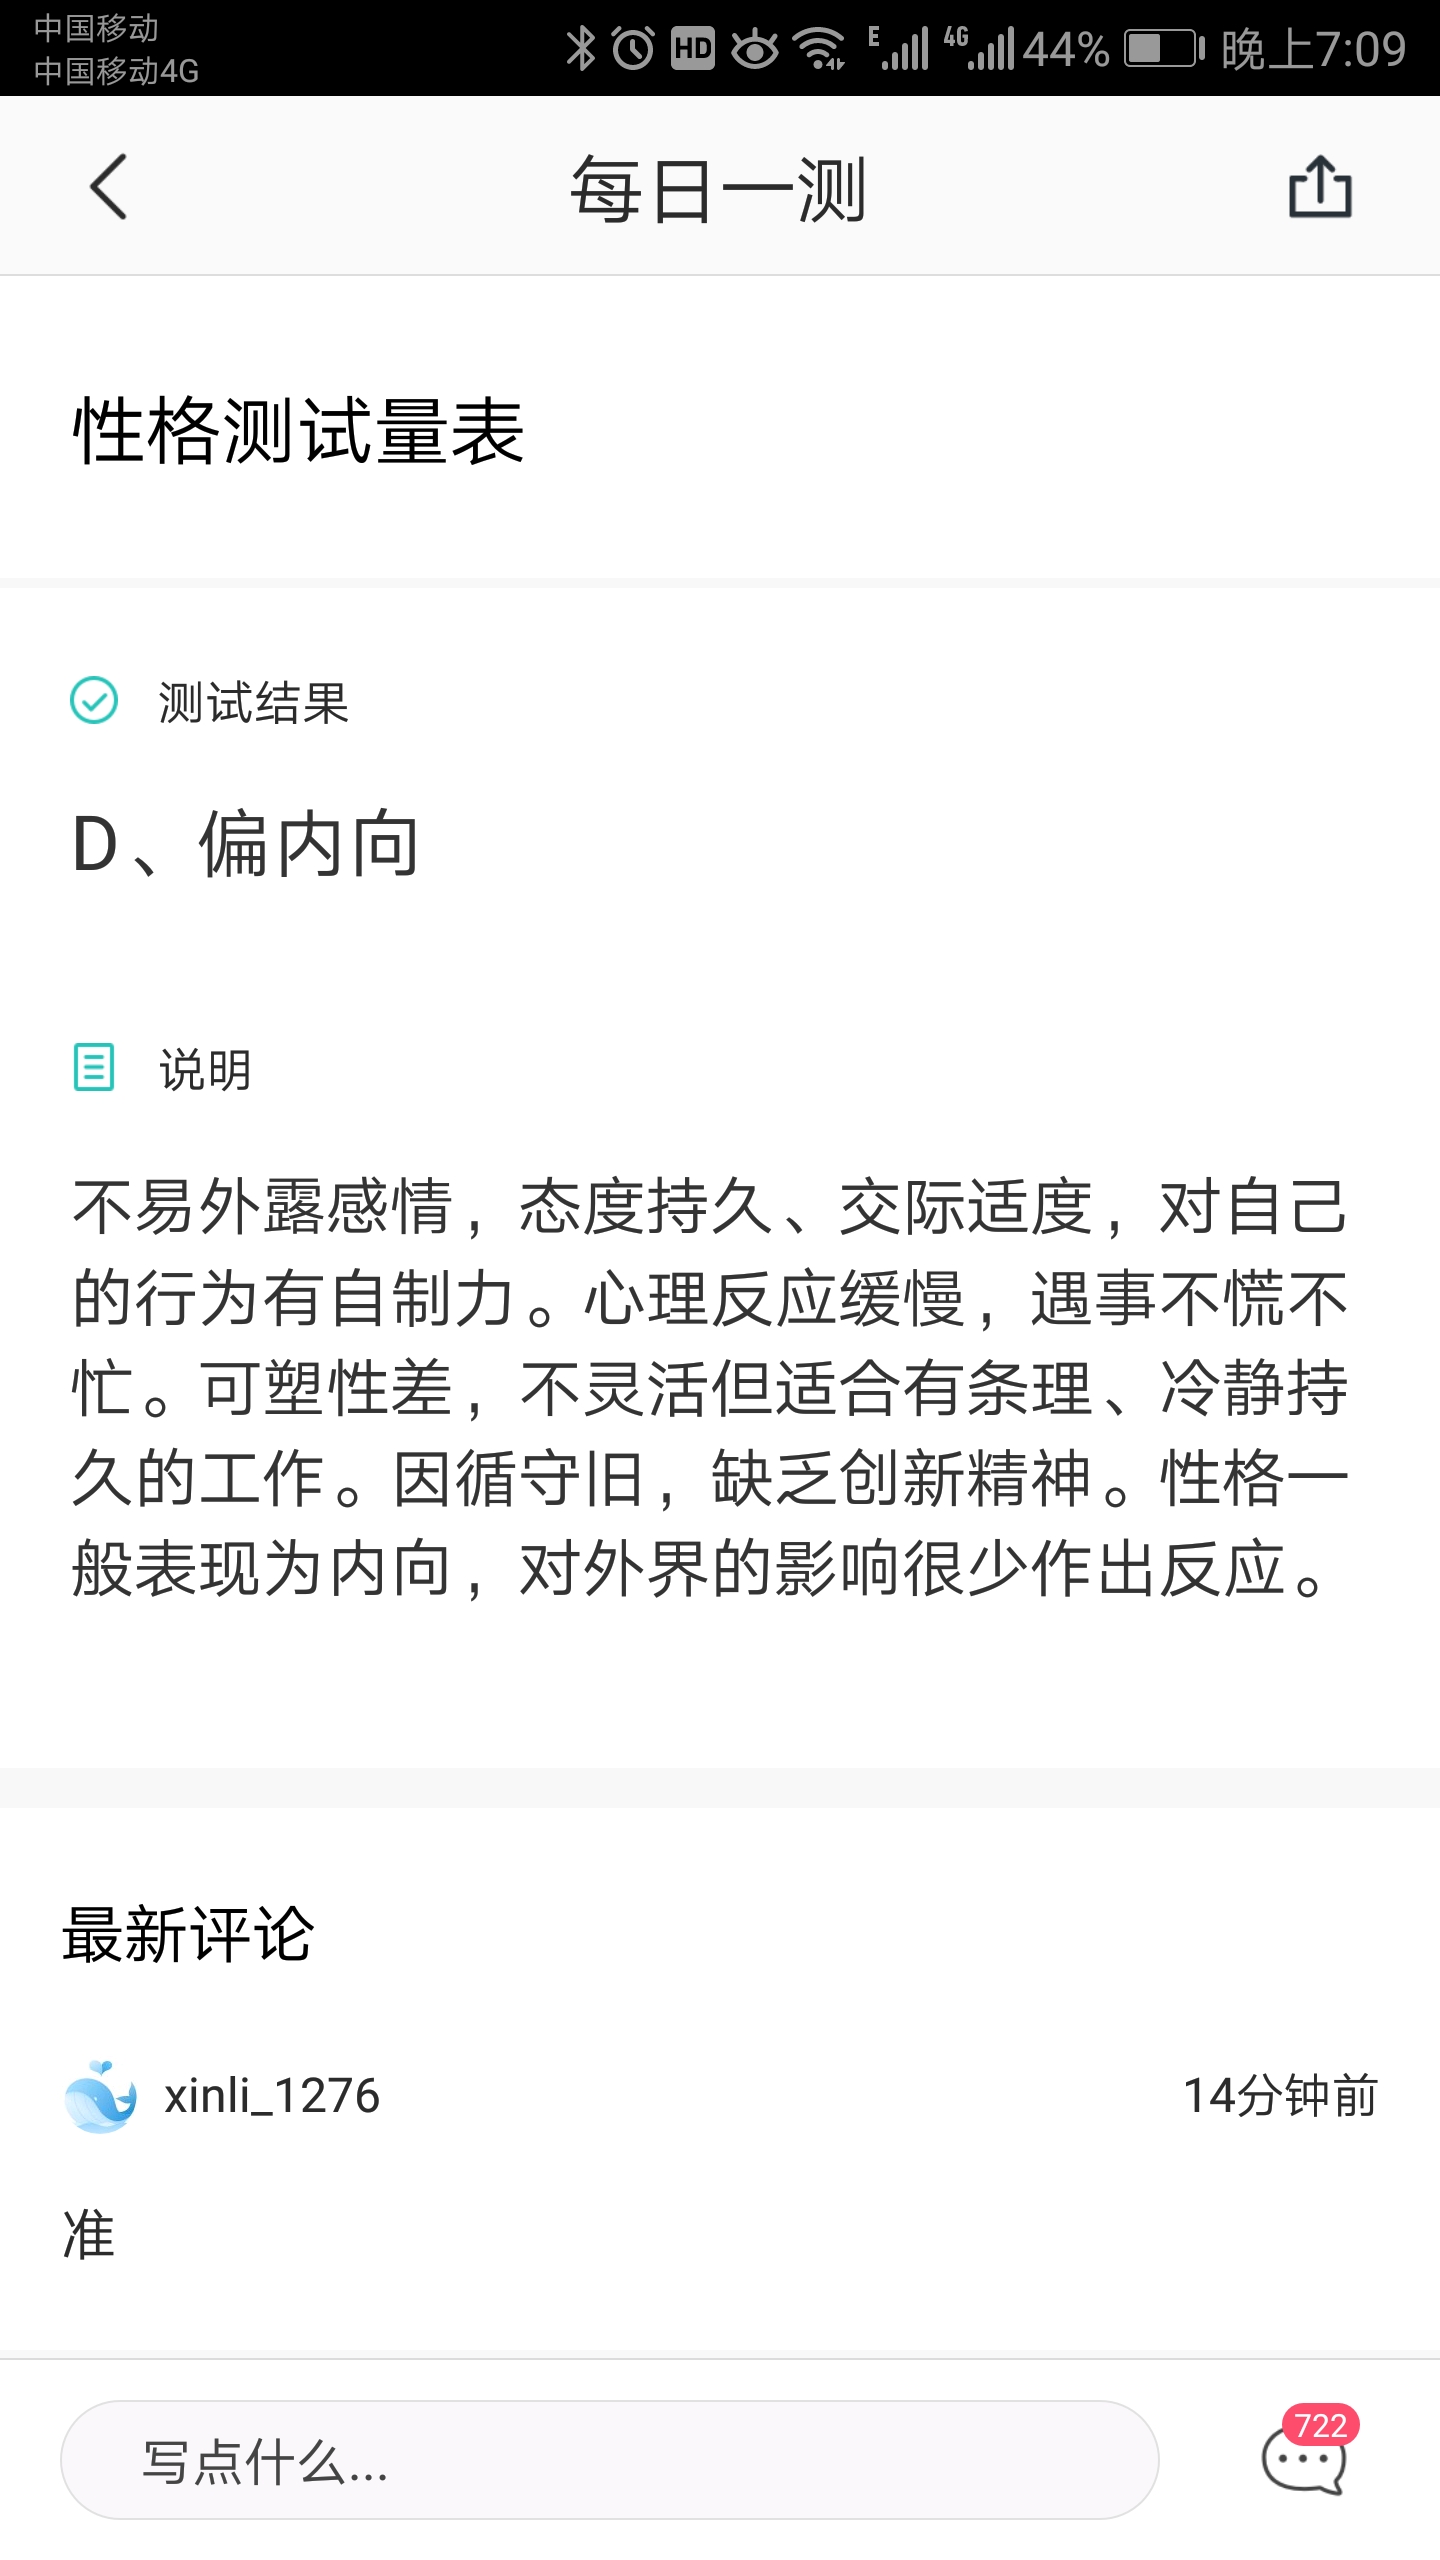 中国移动
中国移动4G
HD E 4G 44% 晚上7:09
每日一测
性格测试量表
测试结果
D、偏内向
说明
不易外露感情，态度持久、交际适度，对自己
的行为有自制力。心理反应缓慢，遇事不慌不
忙。可塑性差，不灵活但适合有条理、冷静持
久的工作。因循守旧，缺乏创新精神。性格一
般表现为内向，对外界的影响很少作出反应。
最新评论
xinli_1276 14分钟前
准
写点什么...
722